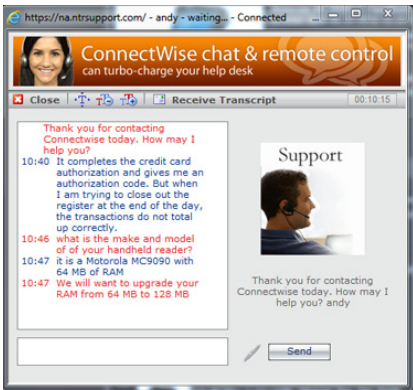 https://na.ntrsupport.com/ - andy - waiting... - Connected
ConnectWise chat & remote control
can turbo-charge your help desk
Close
Receive Transcript
00:10:15
Thank you for contacting
Connectwise today. How may I
help you?
10:40 It completes the credit card
authorization and gives me an
authorization code. But when
I am trying to close out the
register at the end of the day,
the transactions do not total
up correctly.
10:46 what is the make and model
of of your handheld reader?
10:47 it is a Motorola MC9090 with
64 MB of RAM
10:47 We will want to upgrade your
RAM from 64 MB to 128 MB
Support
Thank you for contacting
Connectwise today. How may I
help you? andy
Send